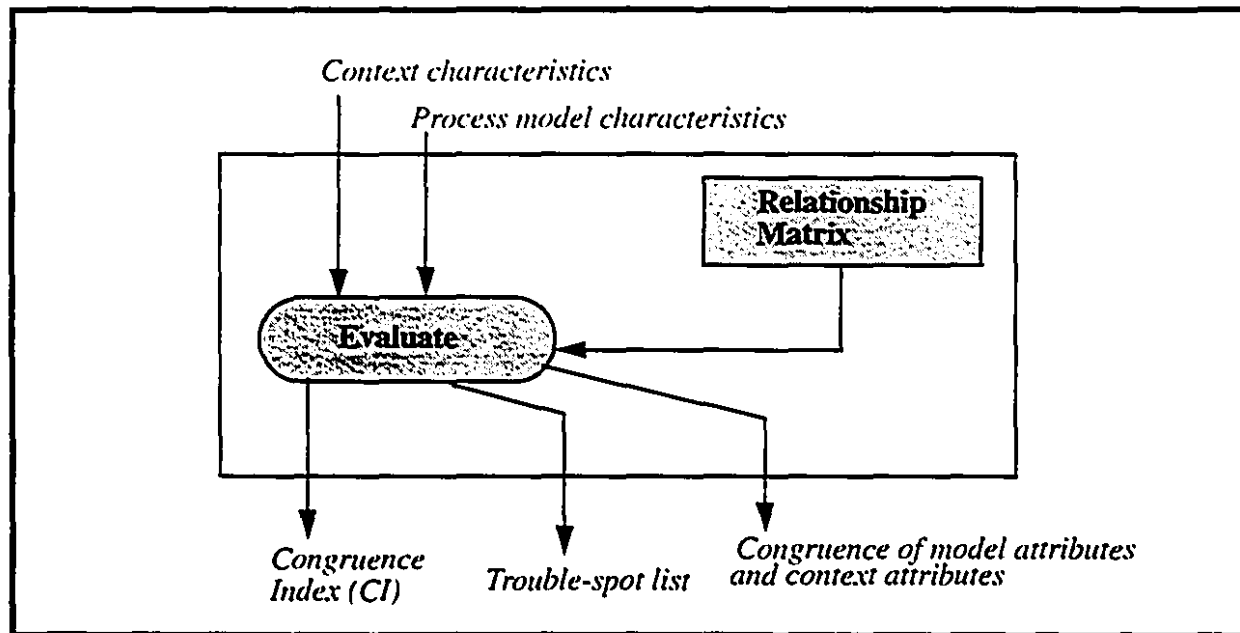 Context characteristics
Process model characteristics
Relationship
Matrix
Evaluate
Congruence
Index (CI)
Trouble-spot list
Congruence of model attributes
and context attributes